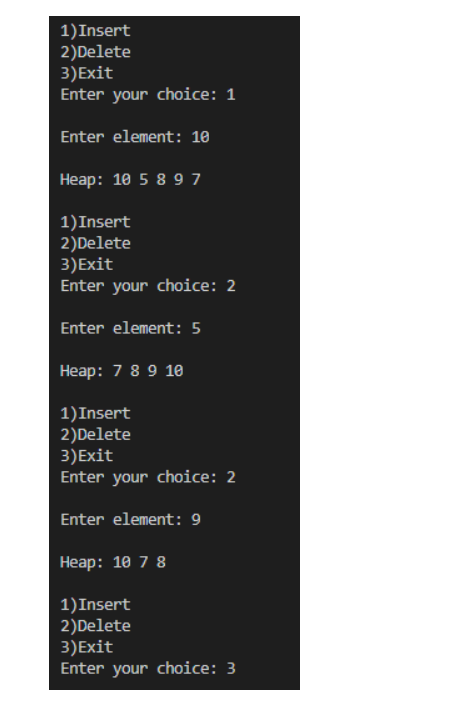 1)Insert
2)Delete
3)Exit
Enter your choice: 1
Enter element: 10
Heap: 10 5 8 9 7
1)Insert
2)Delete
3)Exit
Enter your choice: 2
Enter element: 5
Heap: 7 8 9 10
1)Insert
2)Delete
3)Exit
Enter your choice: 2
Enter element: 9
Heap: 10 7 8
1)Insert
2)Delete
3)Exit
Enter your choice: 3